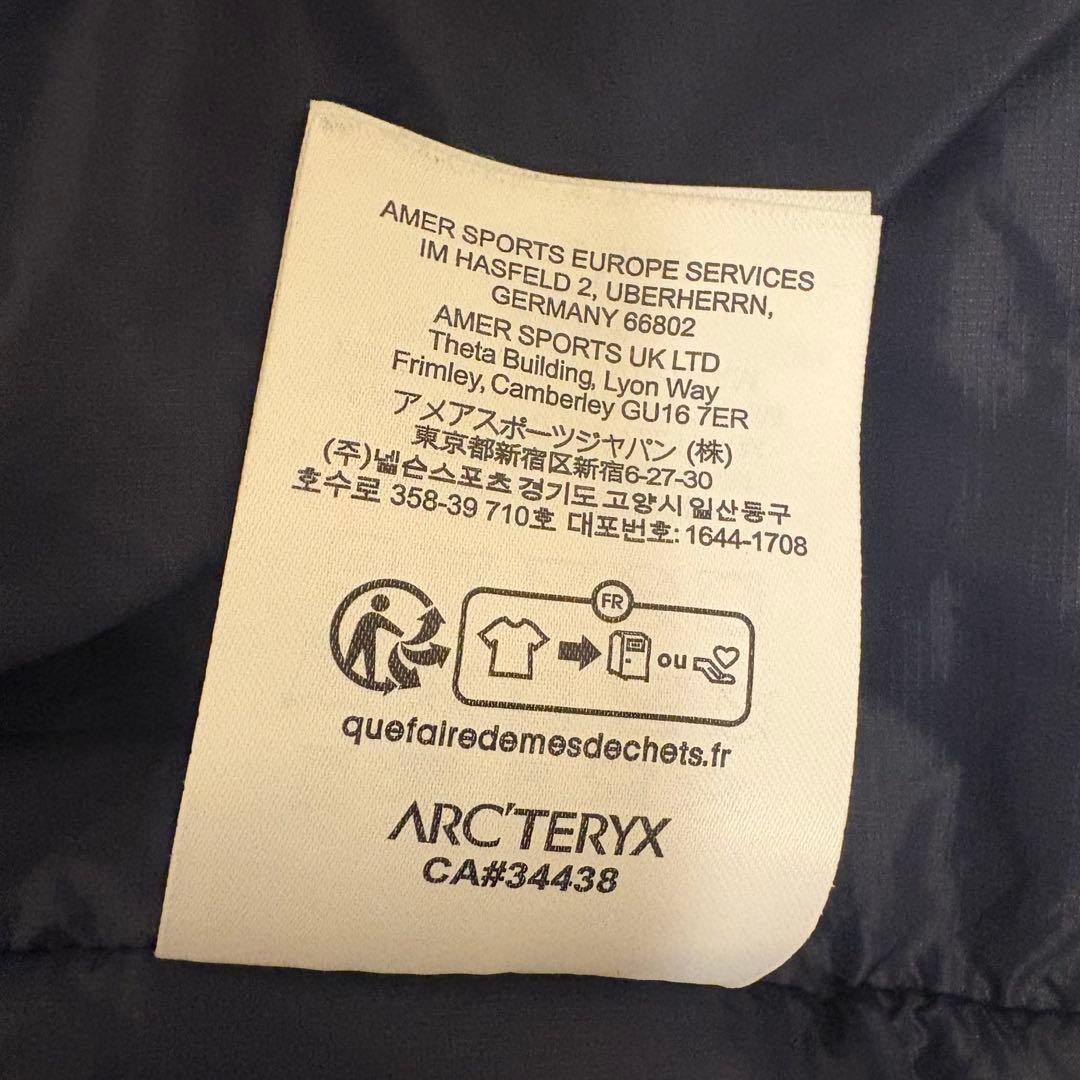 AMER SPORTS EUROPE SERVICES
IM HASFELD 2, UBERHERRN,
GERMANY 66802
AMER SPORTS UK LTD
Theta Building, Lyon Way
Frimley, Camberley GU16 7ER
アメアスポーツジャパン (株)
東京都新宿区新宿6-27-30
(주)넬슨스포츠 경기도 고양시 일산동구
호수로 358-39 710호 대표번호: 1644-1708
FR
ou
quefairedemesdechets.fr
ARC'TERYX
CA#34438